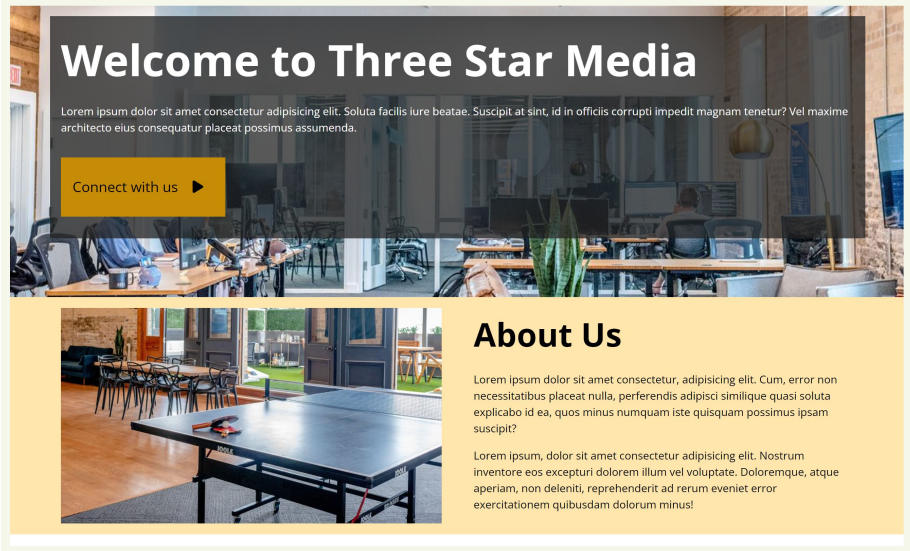 Welcome to Three Star Media
Lorem ipsum dolor sit amet consectetur adipisicing elit. Soluta facilis iure beatae. Suscipit at sint, id in officiis corrupti impedit magnam tenetur? Vel maxime
architecto eius consequatur placeat possimus assumenda.
Connect with us
About Us
Lorem ipsum dolor sit amet consectetur, adipisicing elit. Cum, error non
necessitatibus placeat nulla, perferendis adipisci similique quasi soluta
explicabo id ea, quos minus numquam iste quisquam possimus ipsam
suscipit?
Lorem ipsum, dolor sit amet consectetur adipisicing elit. Nostrum
inventore eos excepturi dolorem illum vel voluptate. Doloremque, atque
aperiam, non deleniti, reprehenderit ad rerum eveniet error
exercitationem quibusdam dolorum minus!
JOOLA
JOOLA